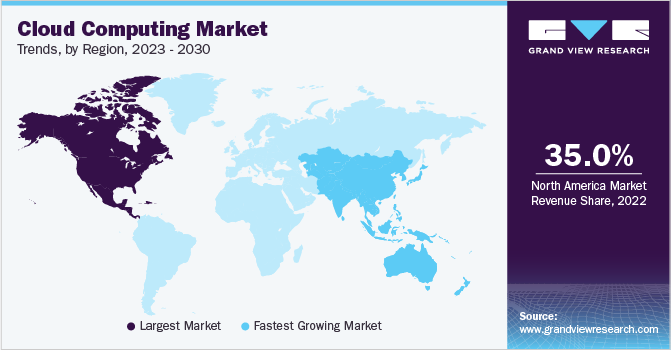 Cloud Computing Market
Trends, by Region, 2023 - 2030
GRAND VIEW RESEARCH
35.0%
North America Market
Revenue Share, 2022
Largest Market
Fastest Growing Market
Source:
www.grandviewresearch.com